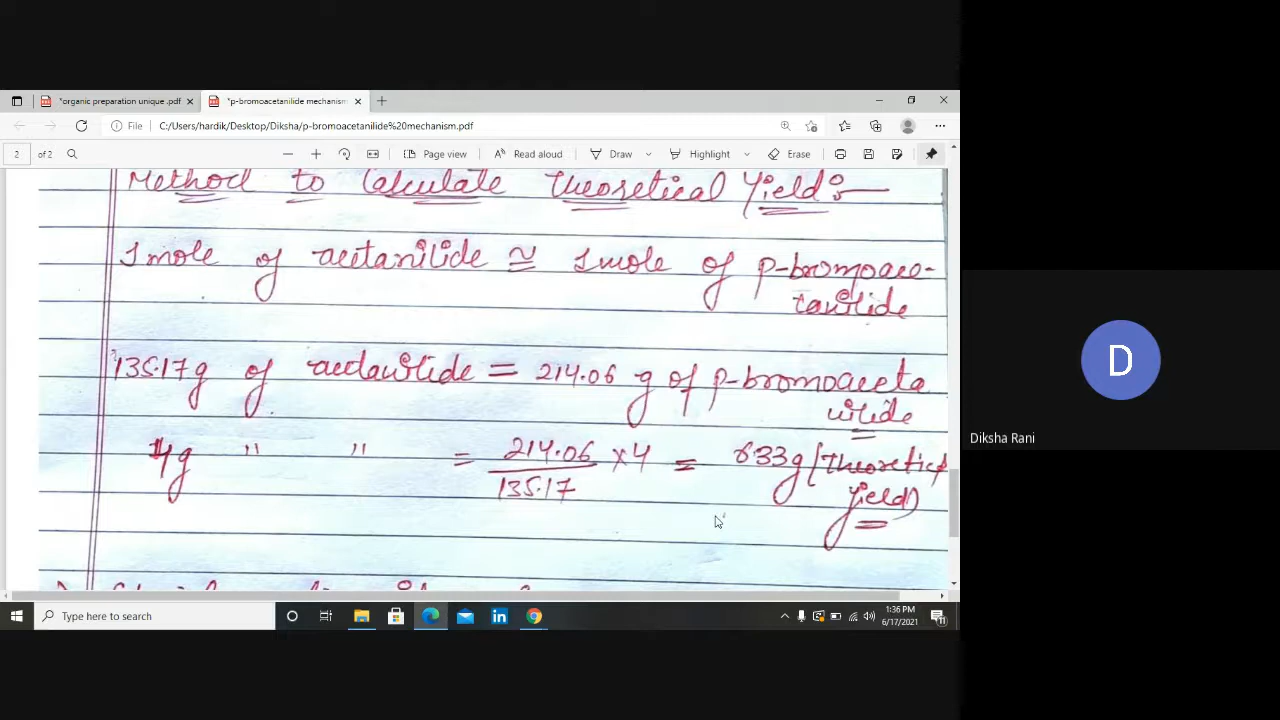 *organic preparation unique .pdf
*p-bromoacetanilide mechanism
File C:/Users/hardik/Desktop/Diksha/p-bromoacetanilide%20mechanism.pdf
2 of 2 Page view Read aloud Draw Highlight Erase
Method to Calculate Theoretical Yield:-
1 mole of acetanilide ≅ 1 mole of p-bromoace-
tanilide
135.17g of acetanilide = 214.06 g of p-bromoaceta
nilide
4g " " = 214.06 × 4 = 6.33g (Theoretical
135.17 yield)
D
Diksha Rani
Type here to search
1:36 PM
6/17/2021
11